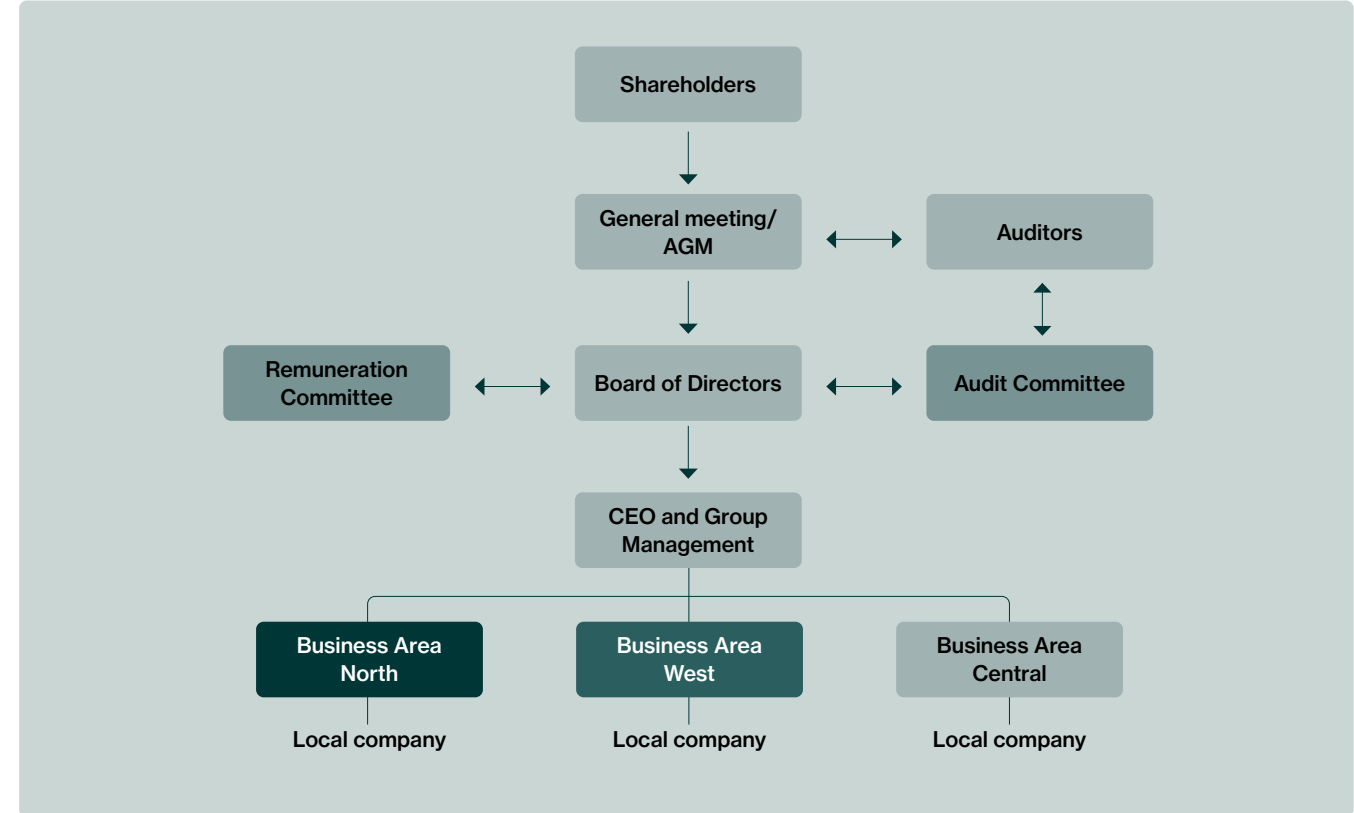 Shareholders
General meeting/
AGM
Auditors
Remuneration
Committee
Board of Directors
Audit Committee
CEO and Group
Management
Business Area
North
Business Area
West
Business Area
Central
Local company
Local company
Local company